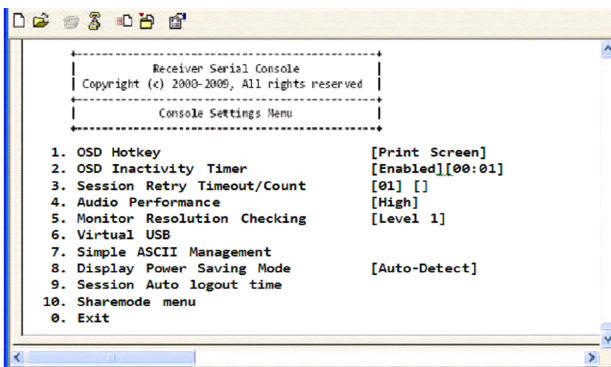 Receiver Serial Console
Copyright (c) 2000-2009, All rights reserved
Console Settings Menu
1. OSD Hotkey [Print Screen]
2. OSD Inactivity Timer [Enabled][00:01]
3. Session Retry Timeout/Count [01] []
4. Audio Performance [High]
5. Monitor Resolution Checking [Level 1]
6. Virtual USB
7. Simple ASCII Management
8. Display Power Saving Mode [Auto-Detect]
9. Session Auto logout time
10. Sharemode menu
0. Exit